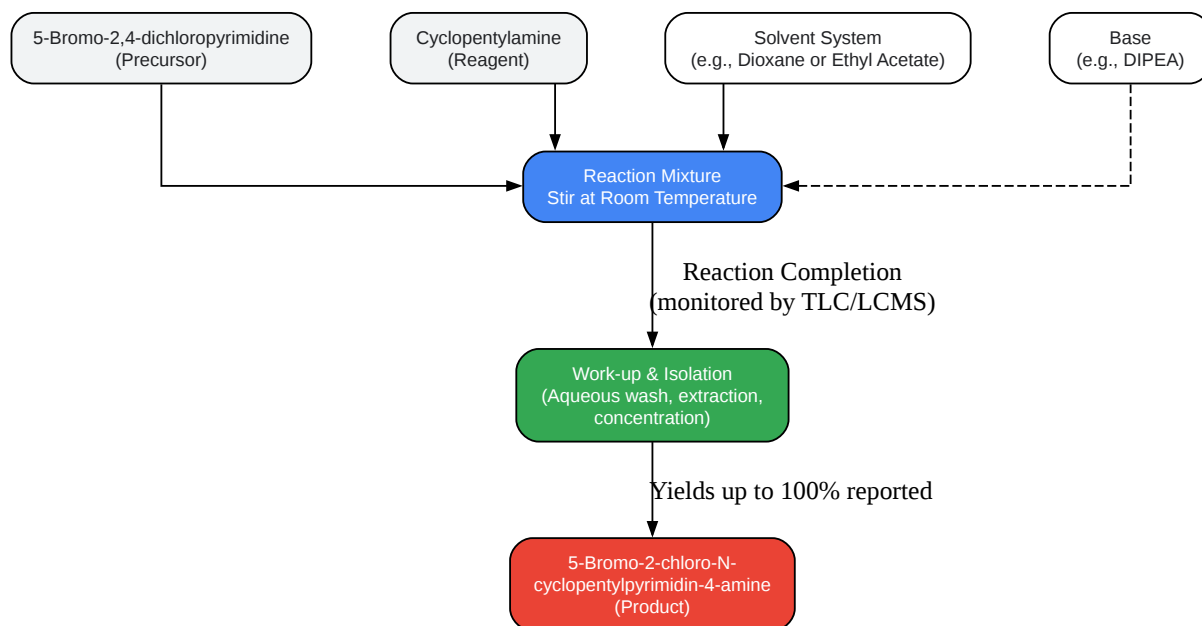 5-Bromo-2,4-dichloropyrimidine
(Precursor)
Cyclopentylamine
(Reagent)
Solvent System
(e.g., Dioxane or Ethyl Acetate)
Base
(e.g., DIPEA)
Reaction Mixture
Stir at Room Temperature
Reaction Completion
(monitored by TLC/LCMS)
Work-up & Isolation
(Aqueous wash, extraction,
concentration)
Yields up to 100% reported
5-Bromo-2-chloro-N-
cyclopentylpyrimidin-4-amine
(Product)